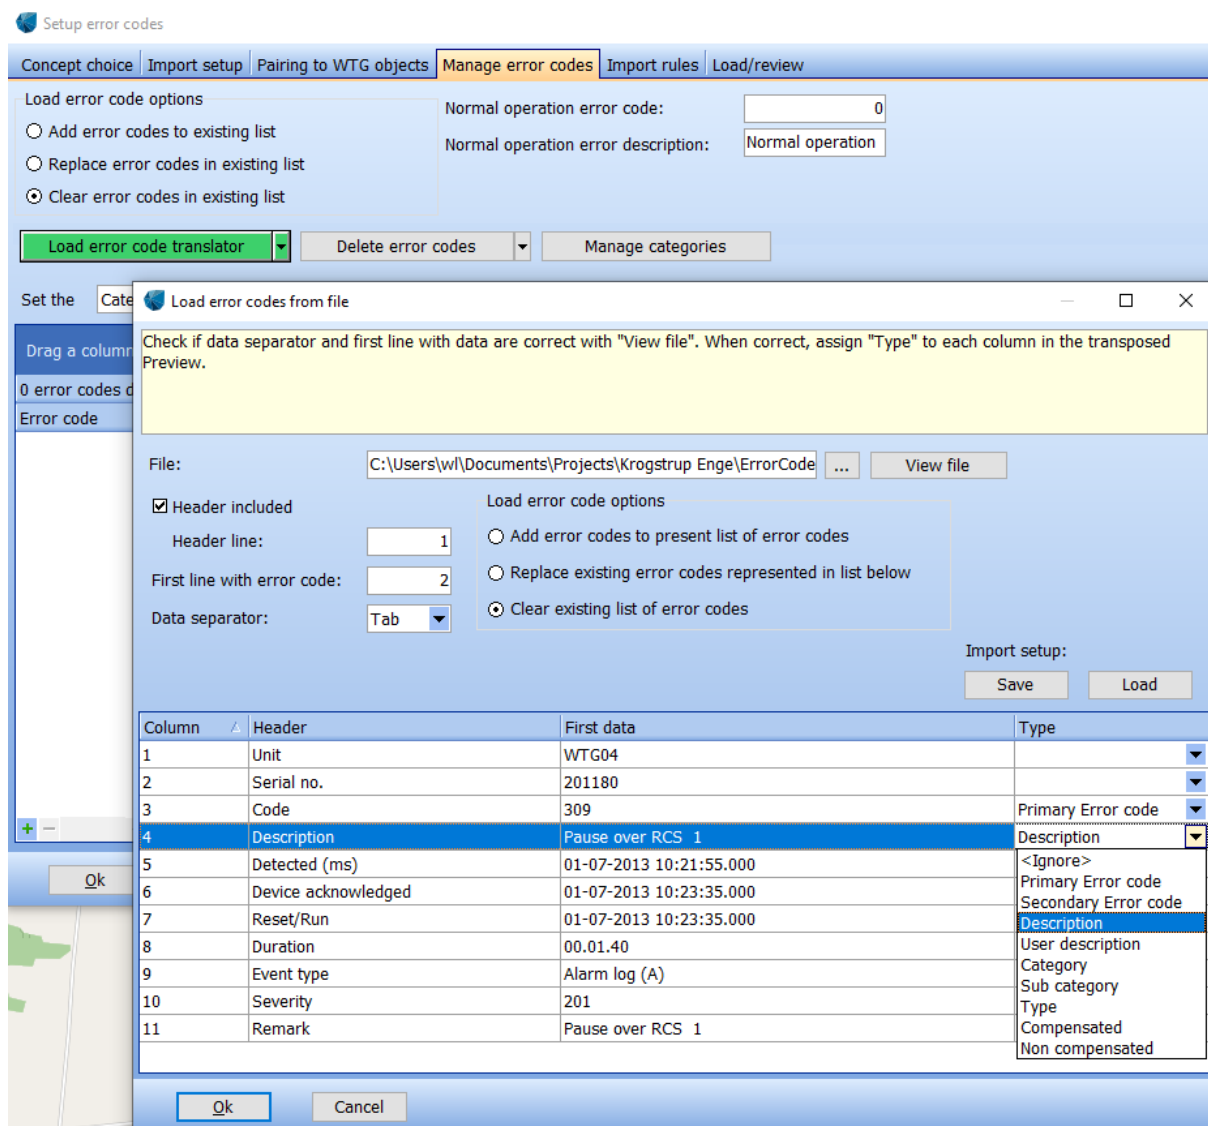 Setup error codes
Concept choice Import setup Pairing to WTG objects Manage error codes Import rules Load/review
Load error code options
Normal operation error code: 0
Add error codes to existing list
Normal operation error description: Normal operation
Replace error codes in existing list
Clear error codes in existing list
Load error code translator Delete error codes Manage categories
Set the Cate
Load error codes from file
Drag a column
Check if data separator and first line with data are correct with "View file". When correct, assign "Type" to each column in the transposed
Preview.
0 error codes d
Error code
File: C:\Users\wl\Documents\Projects\Krogstrup Enge\ErrorCode ... View file
Header included
Load error code options
Header line: 1
Add error codes to present list of error codes
First line with error code: 2
Replace existing error codes represented in list below
Data separator: Tab
Clear existing list of error codes
Import setup:
Save Load
Column Header First data Type
1 Unit WTG04
2 Serial no. 201180
3 Code 309 Primary Error code
4 Description Pause over RCS 1 Description
5 Detected (ms) 01-07-2013 10:21:55.000
6 Device acknowledged 01-07-2013 10:23:35.000
7 Reset/Run 01-07-2013 10:23:35.000
8 Duration 00.01.40
9 Event type Alarm log (A)
10 Severity 201
11 Remark Pause over RCS 1
<Ignore>
Primary Error code
Secondary Error code
Description
User description
Category
Sub category
Type
Compensated
Non compensated
Ok
Ok Cancel